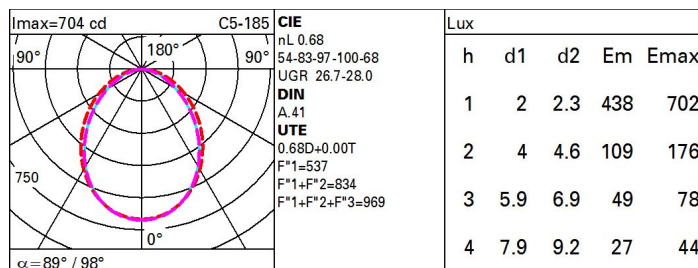 Imax=704 cd C5-185
90° 180° 90°
750
0°
α=89° / 98°
CIE
nL 0.68
54-83-97-100-68
UGR 26.7-28.0
DIN
A.41
UTE
0.68D+0.00T
F"1=537
F"1+F"2=834
F"1+F"2+F"3=969
Lux
h d1 d2 Em Emax
1 2 2.3 438 702
2 4 4.6 109 176
3 5.9 6.9 49 78
4 7.9 9.2 27 44